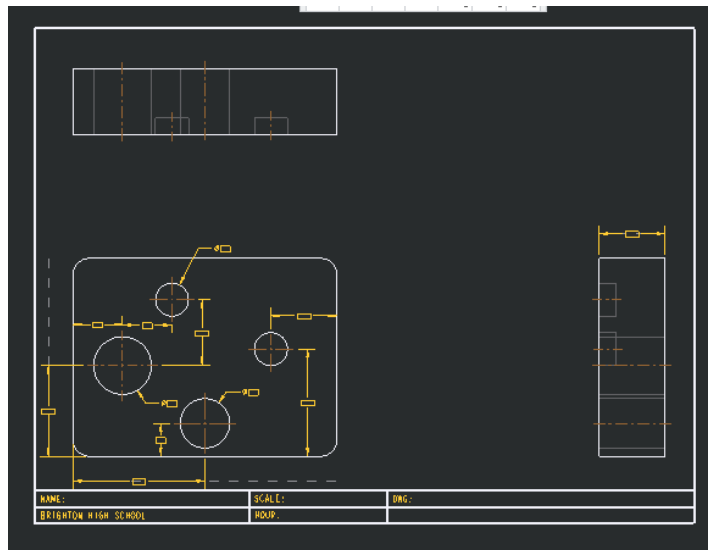 Ø
Ø
Ø
NAME:
SCALE:
DWG:
BRIGHTON HIGH SCHOOL
HOUR: